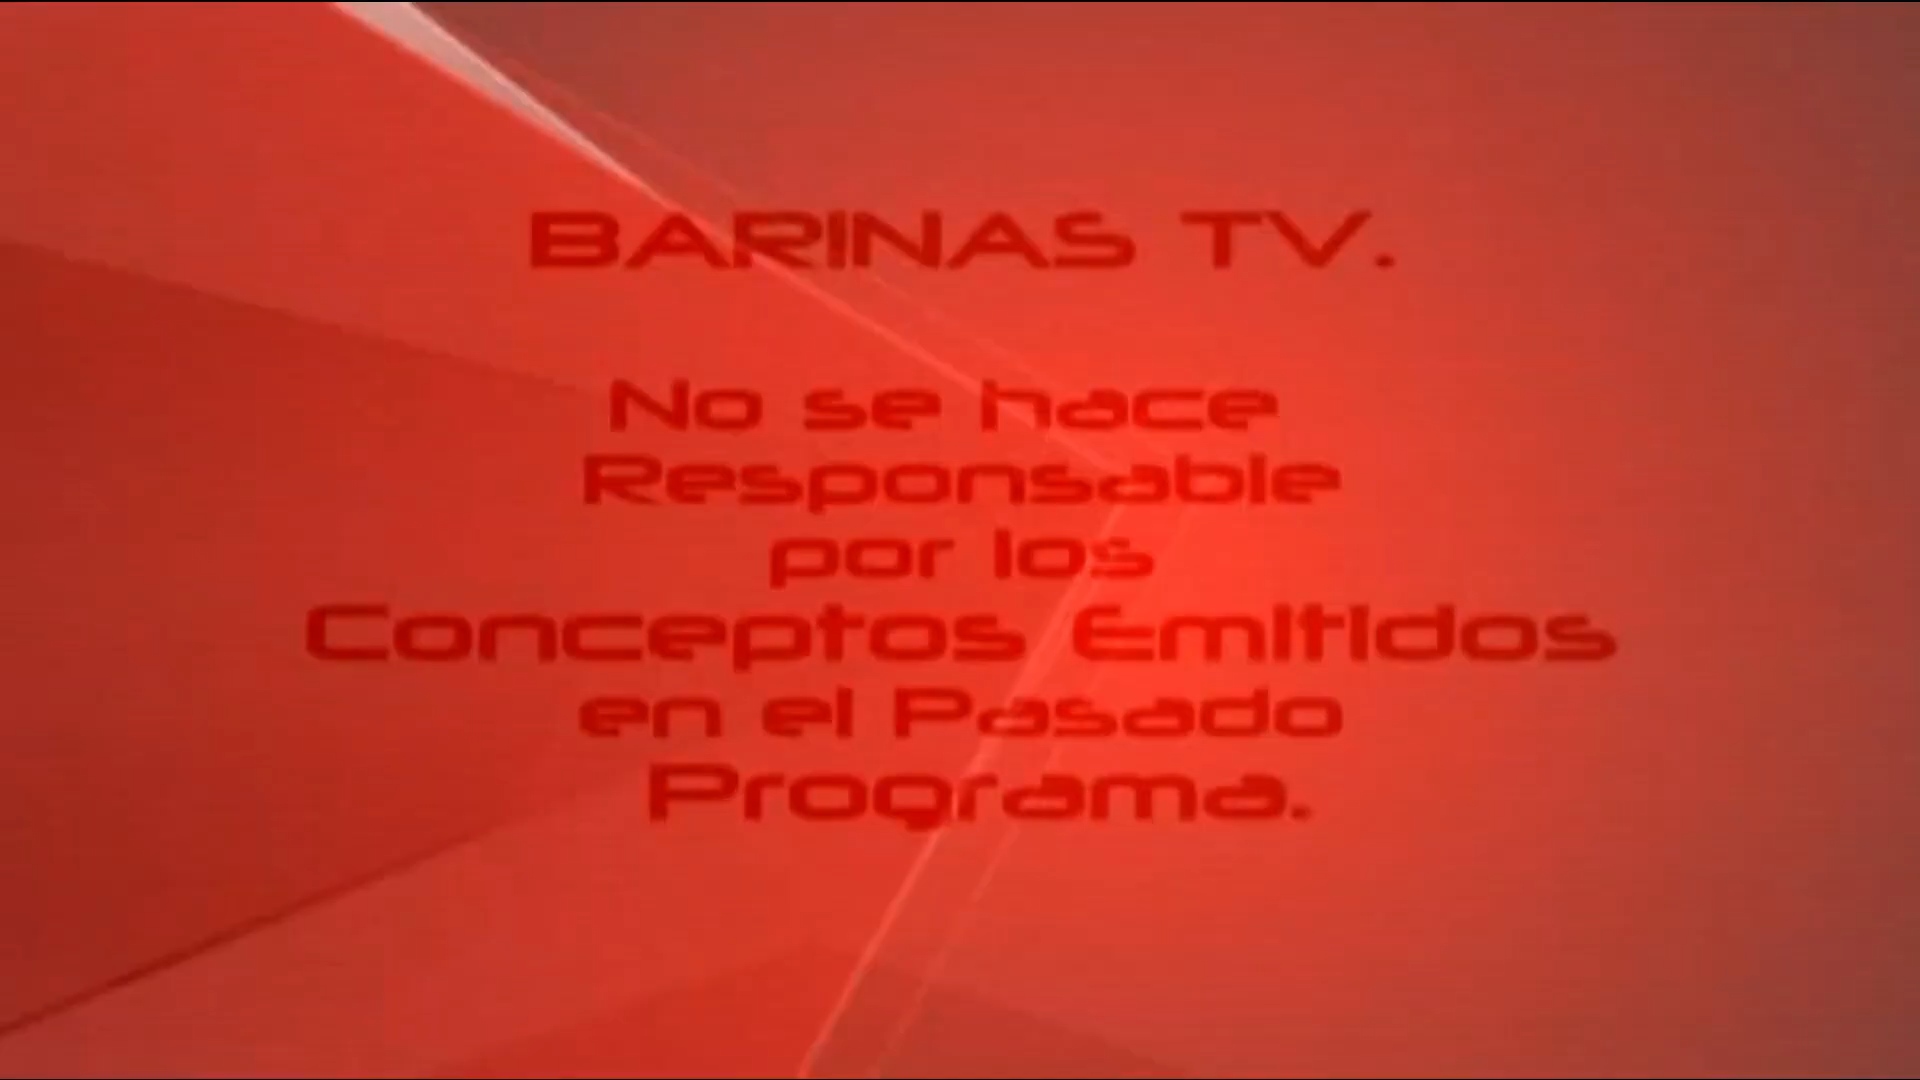 BARINAS TV.
No se hace
Responsable
por los
Conceptos Emitidos
en el Pasado
Programa.